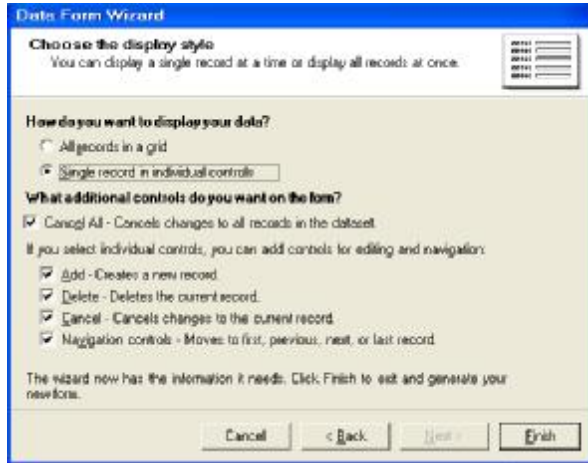 Data Form Wizard
Choose the display style
You can display a single record at a time or display all records at once.
How do you want to display your data?
All records in a grid
Single record in individual controls
What additional controls do you want on the form?
Cancel All - Cancels changes to all records in the dataset
If you select individual controls, you can add controls for editing and navigation:
Add - Creates a new record.
Delete - Deletes the current record.
Cancel - Cancels changes to the current record.
Navigation controls - Moves to first, previous, next, or last record.
The wizard now has the information it needs. Click Finish to exit and generate your
new form.
Cancel < Back Next > Finish